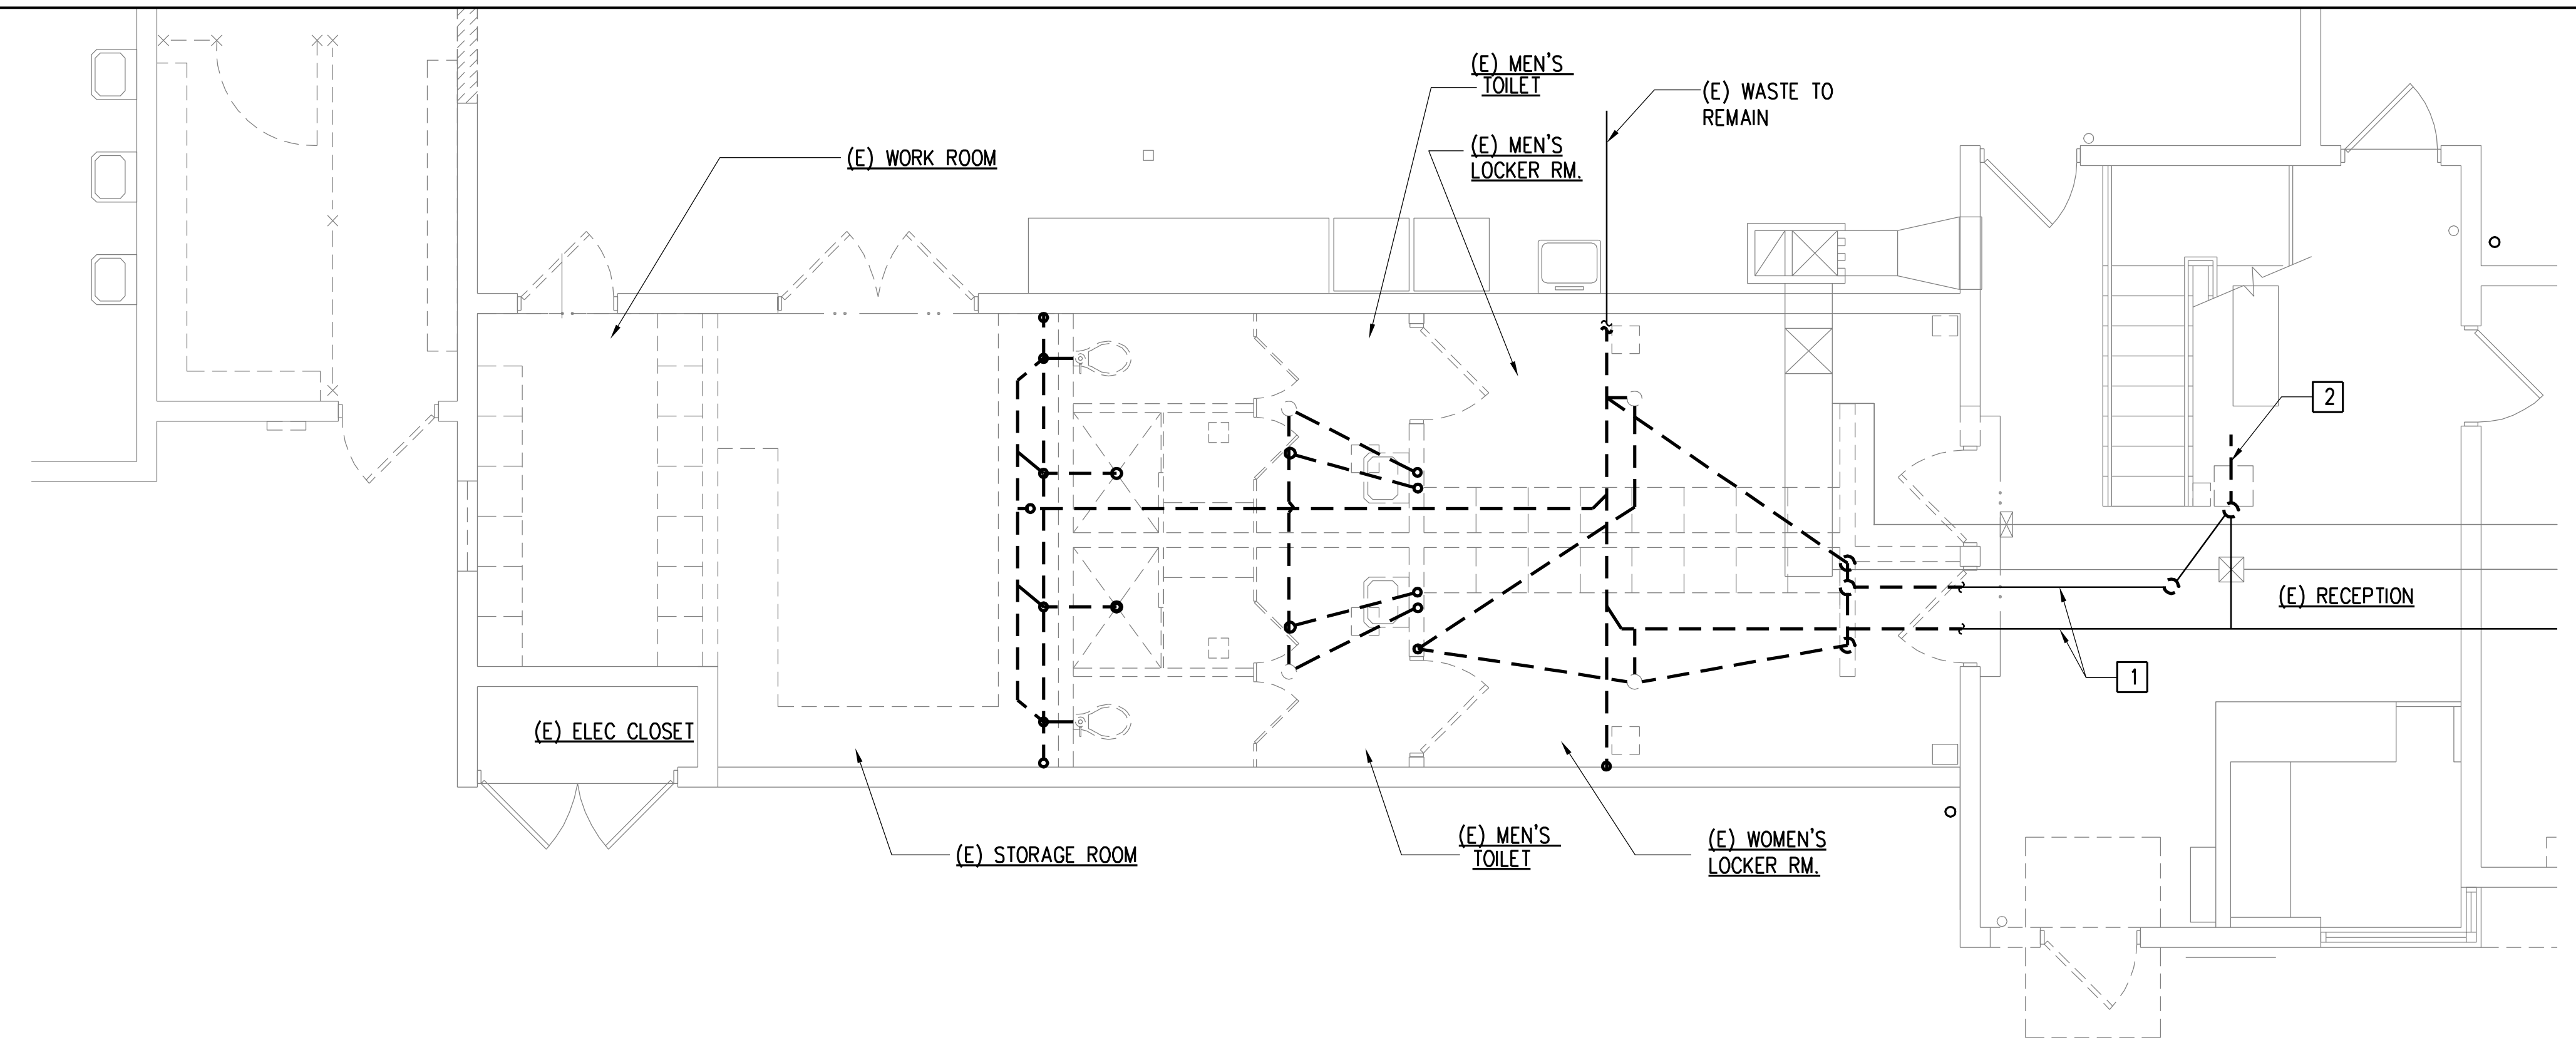 (E) MEN'S
TOILET
(E) WASTE TO
REMAIN
(E) MEN'S
LOCKER RM.
(E) WORK ROOM
2
(E) RECEPTION
1
(E) ELEC CLOSET
(E) STORAGE ROOM
(E) MEN'S
TOILET
(E) WOMEN'S
LOCKER RM.